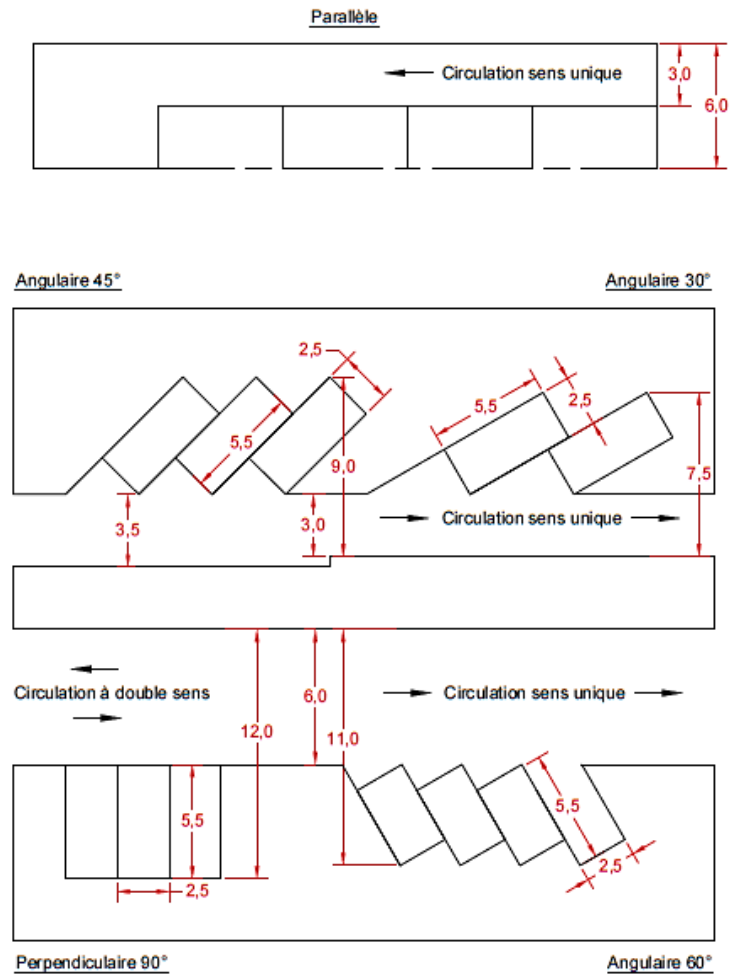 Parallèle
Circulation sens unique
3,0
6,0
Angulaire 45°
Angulaire 30°
2,5
5,5
2,5
5,5
9,0
7,5
3,5
3,0
Circulation sens unique
Circulation à double sens
6,0
Circulation sens unique
12,0
11,0
5,5
5,5
2,5
2,5
Perpendiculaire 90°
Angulaire 60°